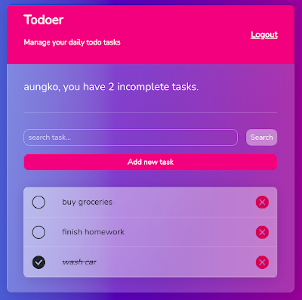 Todoer
Logout
Manage your daily todo tasks
aungko, you have 2 incomplete tasks.
search task...
Search
Add new task
buy groceries
finish homework
wash car